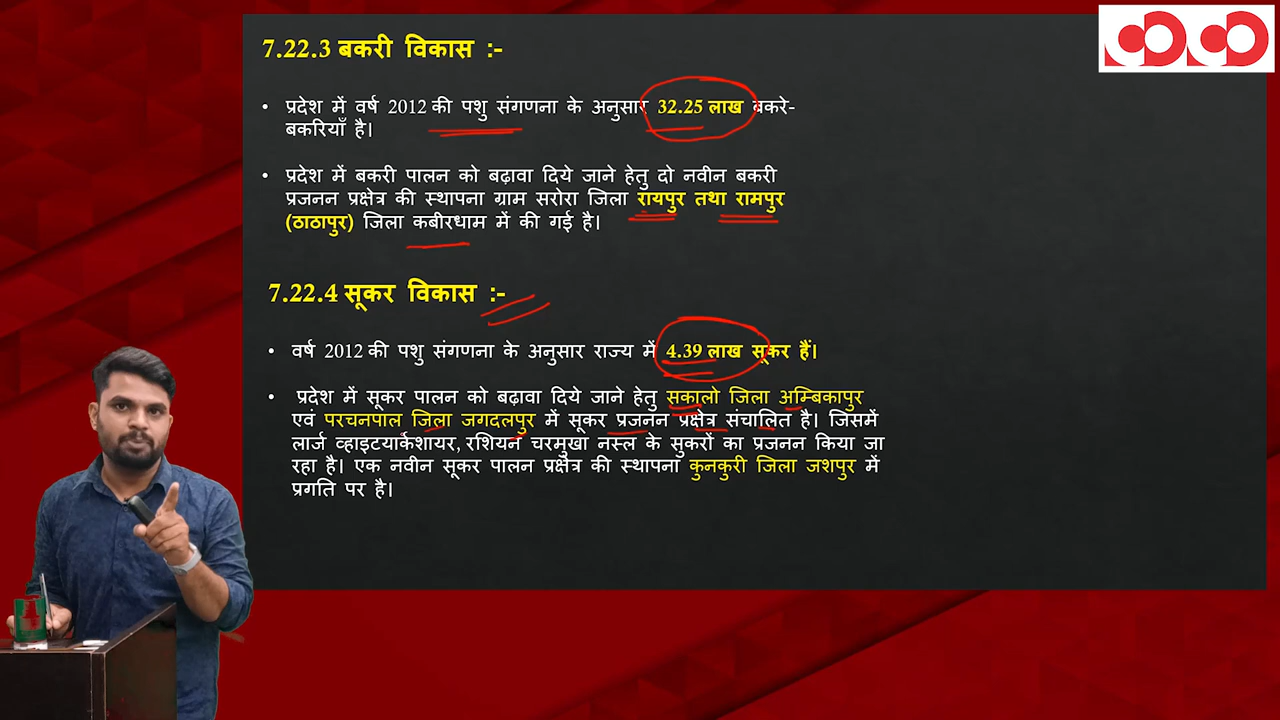 7.22.3 बकरी विकास :-
• प्रदेश में वर्ष 2012 की पशु संगणना के अनुसार 32.25 लाख बकरे-
बकरियाँ है।
• प्रदेश में बकरी पालन को बढ़ावा दिये जाने हेतु दो नवीन बकरी
प्रजनन प्रक्षेत्र की स्थापना ग्राम सरोरा जिला रायपुर तथा रामपुर
(ठाठापुर) जिला कबीरधाम में की गई है।
7.22.4 सूकर विकास :-
• वर्ष 2012 की पशु संगणना के अनुसार राज्य में 4.39 लाख सूकर हैं।
• प्रदेश में सूकर पालन को बढ़ावा दिये जाने हेतु सकालो जिला अम्बिकापुर
एवं परचनपाल जिला जगदलपुर में सूकर प्रजनन प्रक्षेत्र संचालित है। जिसमें
लार्ज व्हाइटयार्कशायर, रशियन चरमुखा नस्ल के सुकरों का प्रजनन किया जा
रहा है। एक नवीन सूकर पालन प्रक्षेत्र की स्थापना कुनकुरी जिला जशपुर में
प्रगति पर है।